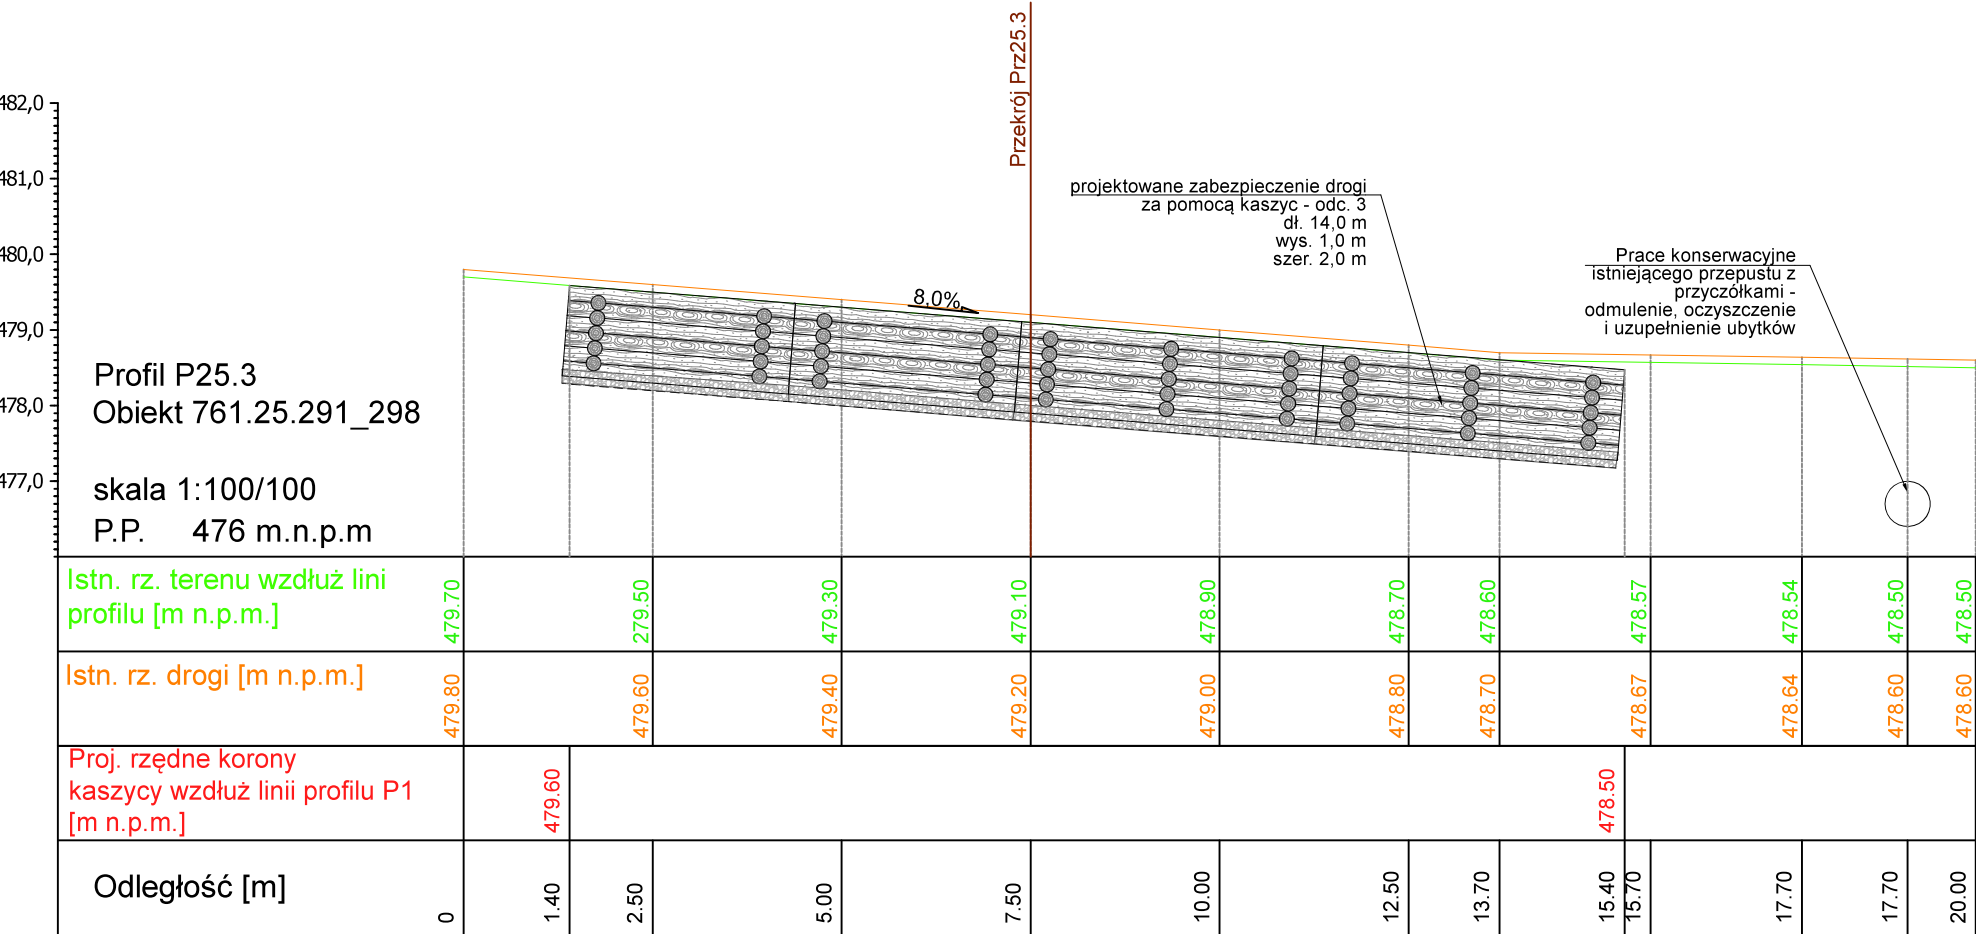 Przekrój Prz25.3
482,0
481,0
480,0
479,0
478,0
477,0
projektowane zabezpieczenie drogi
za pomocą kaszyc - odc. 3
dł. 14,0 m
wys. 1,0 m
szer. 2,0 m
Prace konserwacyjne
istniejącego przepustu z
przyczółkami -
odmulenie, oczyszczenie
i uzupełnienie ubytków
8,0%
Profil P25.3
Obiekt 761.25.291_298
skala 1:100/100
P.P. 476 m.n.p.m
Istn. rz. terenu wzdłuż lini
profilu [m n.p.m.]
479.70
279.50
479.30
479.10
478.90
478.70
478.60
478.57
478.54
478.50
478.50
Istn. rz. drogi [m n.p.m.]
479.80
479.60
479.40
479.20
479.00
478.80
478.70
478.67
478.64
478.60
478.60
Proj. rzędne korony
kaszycy wzdłuż linii profilu P1
[m n.p.m.]
479.60
478.50
Odległość [m]
0
1.40
2.50
5.00
7.50
10.00
12.50
13.70
15.40
15.70
17.70
17.70
20.00